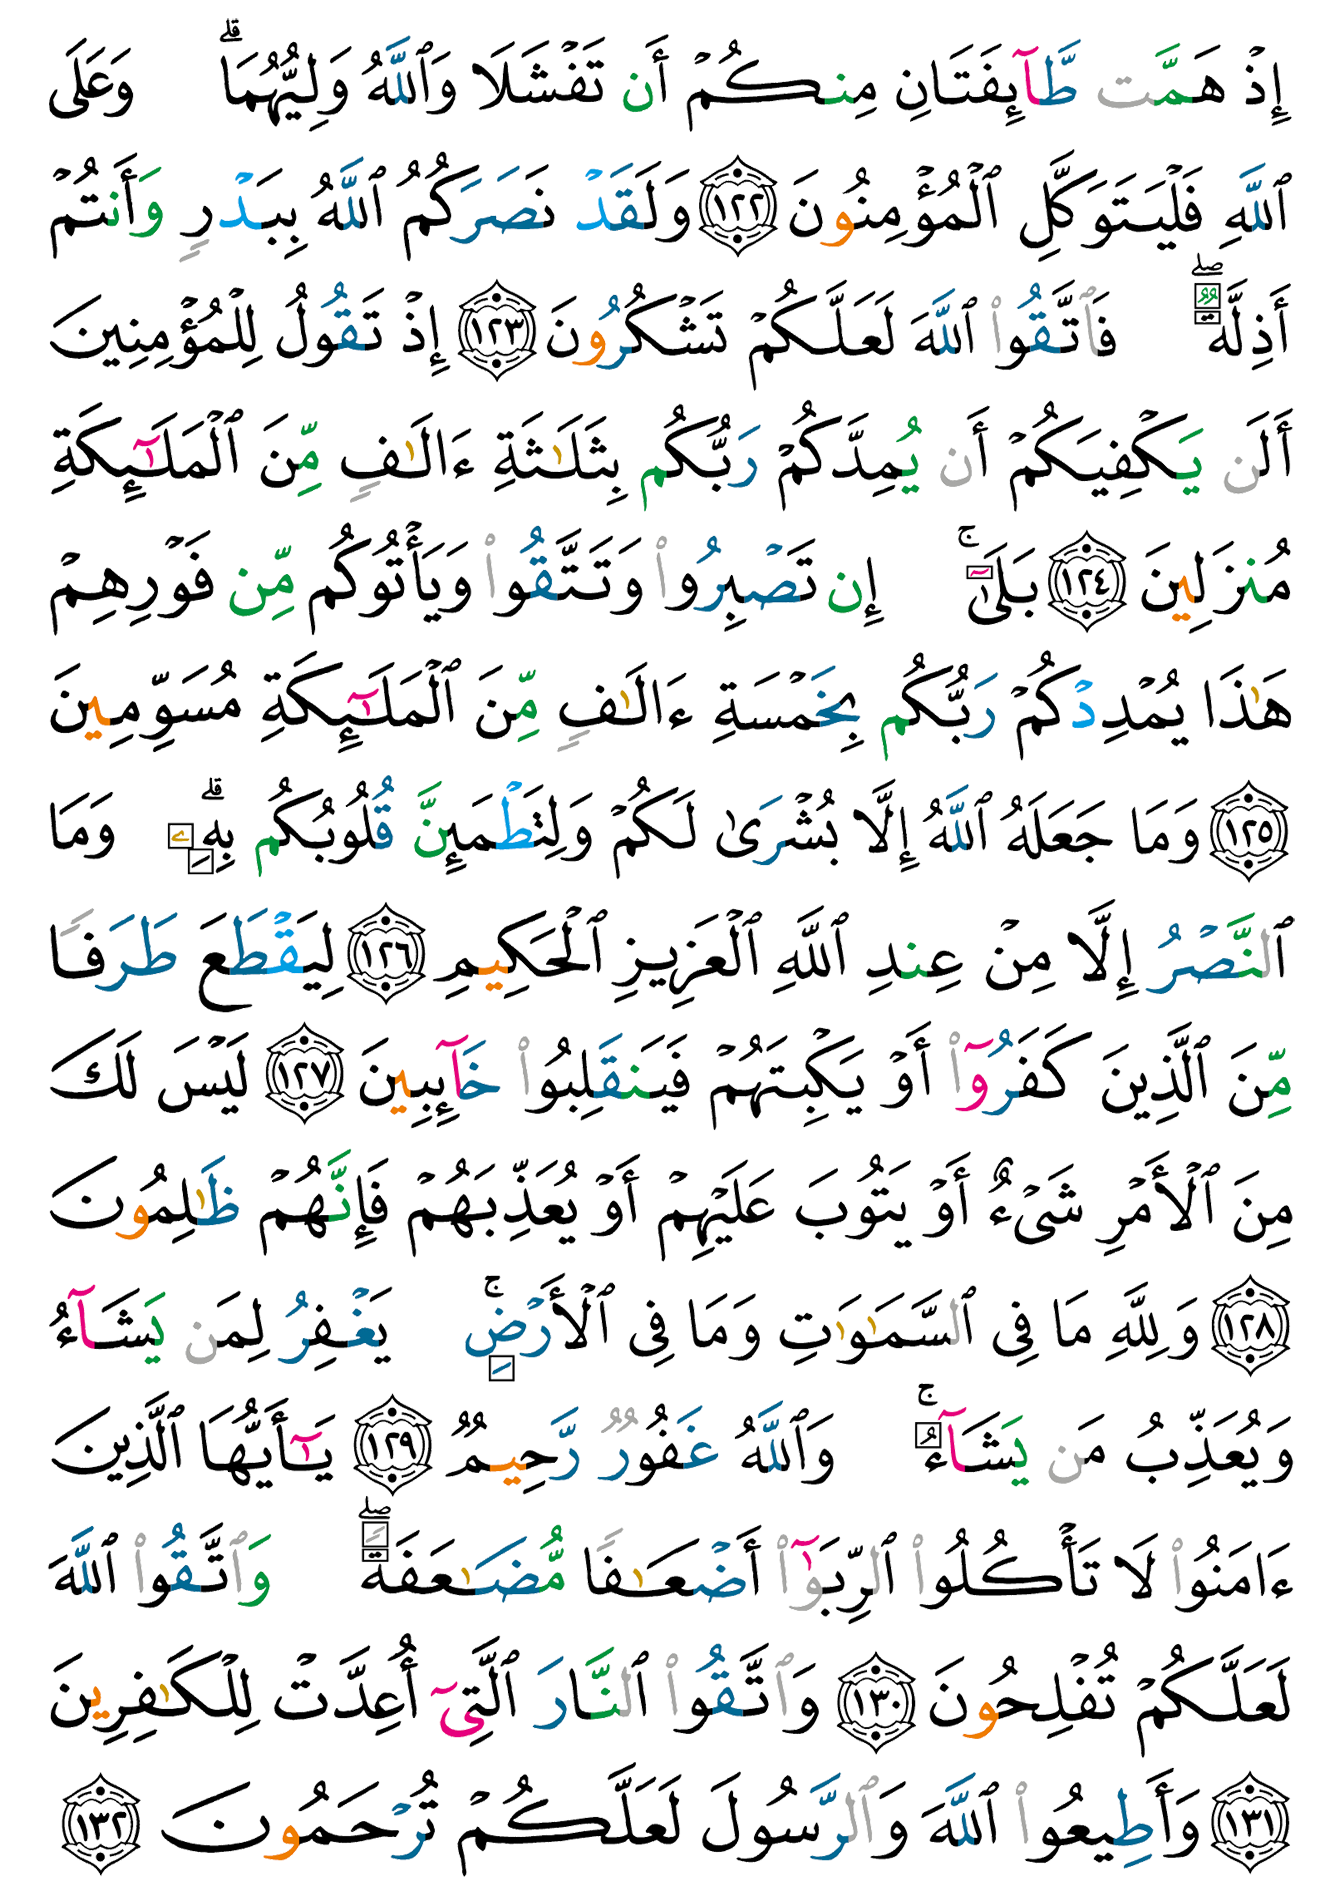 إِذْ هَمَّت طَّآئِفَتَانِ مِنكُمْ أَن تَفْشَلَا وَٱللَّهُ وَلِيُّهُمَا ۗ وَعَلَى
ٱللَّهِ فَلْيَتَوَكَّلِ ٱلْمُؤْمِنُونَ ١٢٢ وَلَقَدْ نَصَرَكُمُ ٱللَّهُ بِبَدْرٍ وَأَنتُمْ
أَذِلَّةٌ ۖ فَٱتَّقُوا۟ ٱللَّهَ لَعَلَّكُمْ تَشْكُرُونَ ١٢٣ إِذْ تَقُولُ لِلْمُؤْمِنِينَ
أَلَن يَكْفِيَكُمْ أَن يُمِدَّكُمْ رَبُّكُم بِثَلَٰثَةِ ءَالَٰفٍ مِّنَ ٱلْمَلَٰٓئِكَةِ
مُنزَلِينَ ١٢٤ بَلَىٰٓ ۚ إِن تَصْبِرُوا۟ وَتَتَّقُوا۟ وَيَأْتُوكُم مِّن فَوْرِهِمْ
هَٰذَا يُمْدِدْكُمْ رَبُّكُم بِخَمْسَةِ ءَالَٰفٍ مِّنَ ٱلْمَلَٰٓئِكَةِ مُسَوِّمِينَ
١٢٥ وَمَا جَعَلَهُ ٱللَّهُ إِلَّا بُشْرَىٰ لَكُمْ وَلِتَطْمَئِنَّ قُلُوبُكُم بِهِۦ ۗ وَمَا
ٱلنَّصْرُ إِلَّا مِنْ عِندِ ٱللَّهِ ٱلْعَزِيزِ ٱلْحَكِيمِ ١٢٦ لِيَقْطَعَ طَرَفًا
مِّنَ ٱلَّذِينَ كَفَرُوٓا۟ أَوْ يَكْبِتَهُمْ فَيَنقَلِبُوا۟ خَآئِبِينَ ١٢٧ لَيْسَ لَكَ
مِنَ ٱلْأَمْرِ شَىْءٌ أَوْ يَتُوبَ عَلَيْهِمْ أَوْ يُعَذِّبَهُمْ فَإِنَّهُمْ ظَٰلِمُونَ
١٢٨ وَلِلَّهِ مَا فِى ٱلسَّمَٰوَٰتِ وَمَا فِى ٱلْأَرْضِ ۚ يَغْفِرُ لِمَن يَشَآءُ
وَيُعَذِّبُ مَن يَشَآءُ ۚ وَٱللَّهُ غَفُورٌ رَّحِيمٌ ١٢٩ يَٰٓأَيُّهَا ٱلَّذِينَ
ءَامَنُوا۟ لَا تَأْكُلُوا۟ ٱلرِّبَوٰٓا۟ أَضْعَٰفًا مُّضَٰعَفَةً ۖ وَٱتَّقُوا۟ ٱللَّهَ
لَعَلَّكُمْ تُفْلِحُونَ ١٣٠ وَٱتَّقُوا۟ ٱلنَّارَ ٱلَّتِىٓ أُعِدَّتْ لِلْكَٰفِرِينَ
١٣١ وَأَطِيعُوا۟ ٱللَّهَ وَٱلرَّسُولَ لَعَلَّكُمْ تُرْحَمُونَ ١٣٢